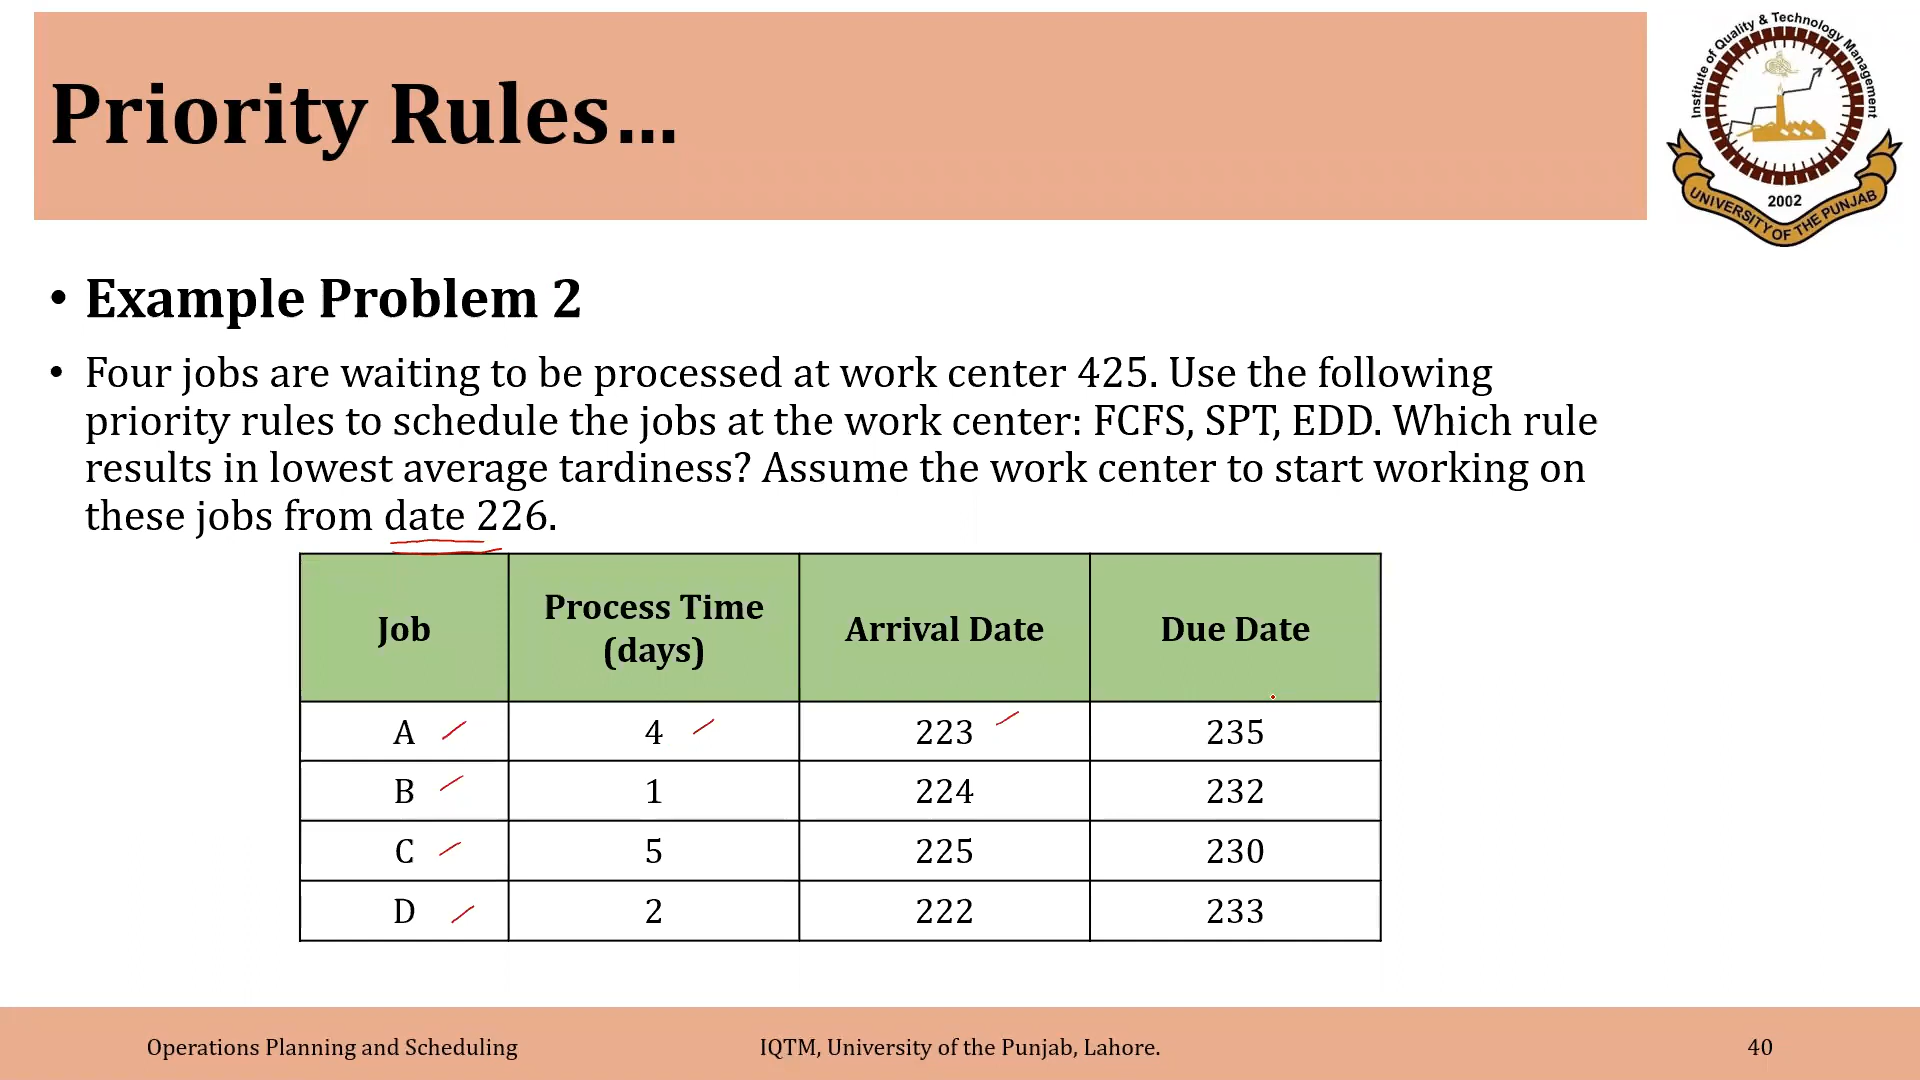 Priority Rules...
Institute of Quality & Technology Management
2002
UNIVERSITY OF THE PUNJAB
• Example Problem 2
• Four jobs are waiting to be processed at work center 425. Use the following
priority rules to schedule the jobs at the work center: FCFS, SPT, EDD. Which rule
results in lowest average tardiness? Assume the work center to start working on
these jobs from date 226.
Job Process Time (days) Arrival Date Due Date
A 4 223 235
B 1 224 232
C 5 225 230
D 2 222 233
Operations Planning and Scheduling IQTM, University of the Punjab, Lahore. 40